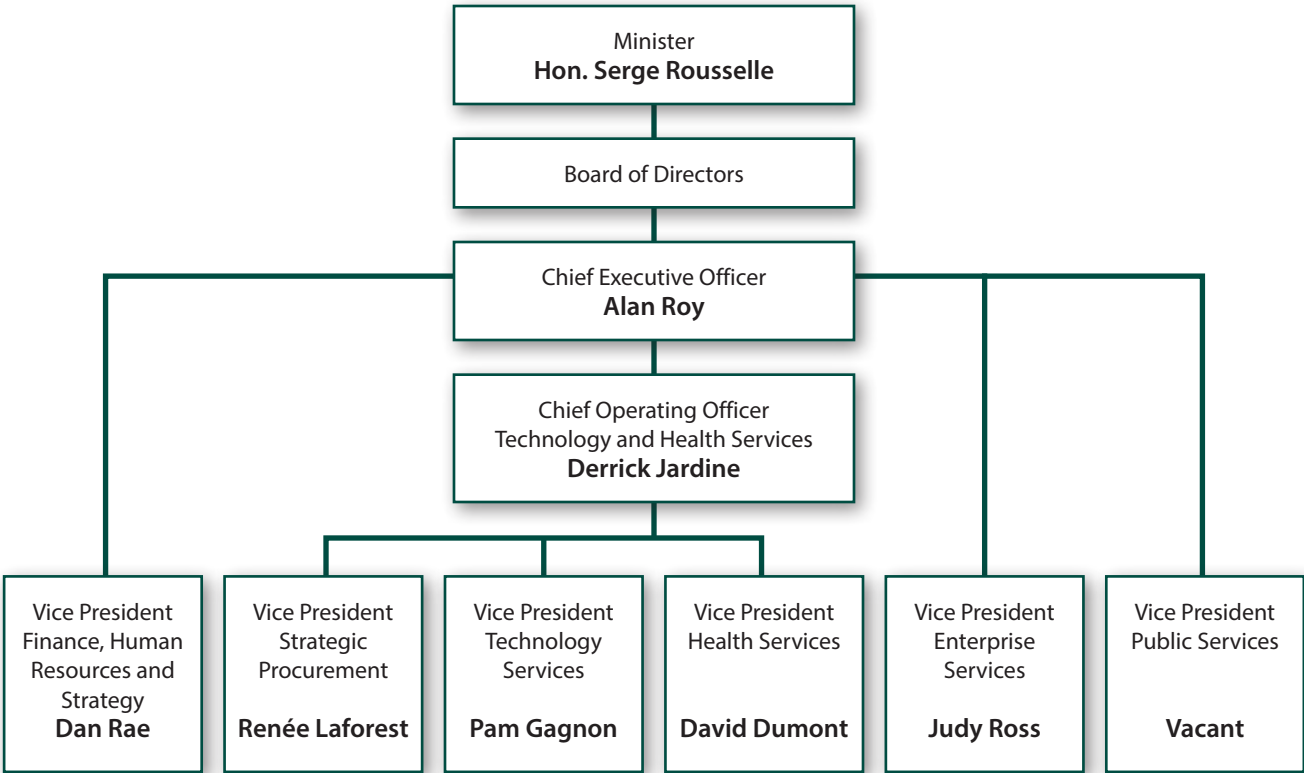 Minister
Hon. Serge Rousselle
Board of Directors
Chief Executive Officer
Alan Roy
Chief Operating Officer
Technology and Health Services
Derrick Jardine
Vice President
Finance, Human
Resources and
Strategy
Dan Rae
Vice President
Strategic
Procurement
Renée Laforest
Vice President
Technology
Services
Pam Gagnon
Vice President
Health Services
David Dumont
Vice President
Enterprise
Services
Judy Ross
Vice President
Public Services
Vacant